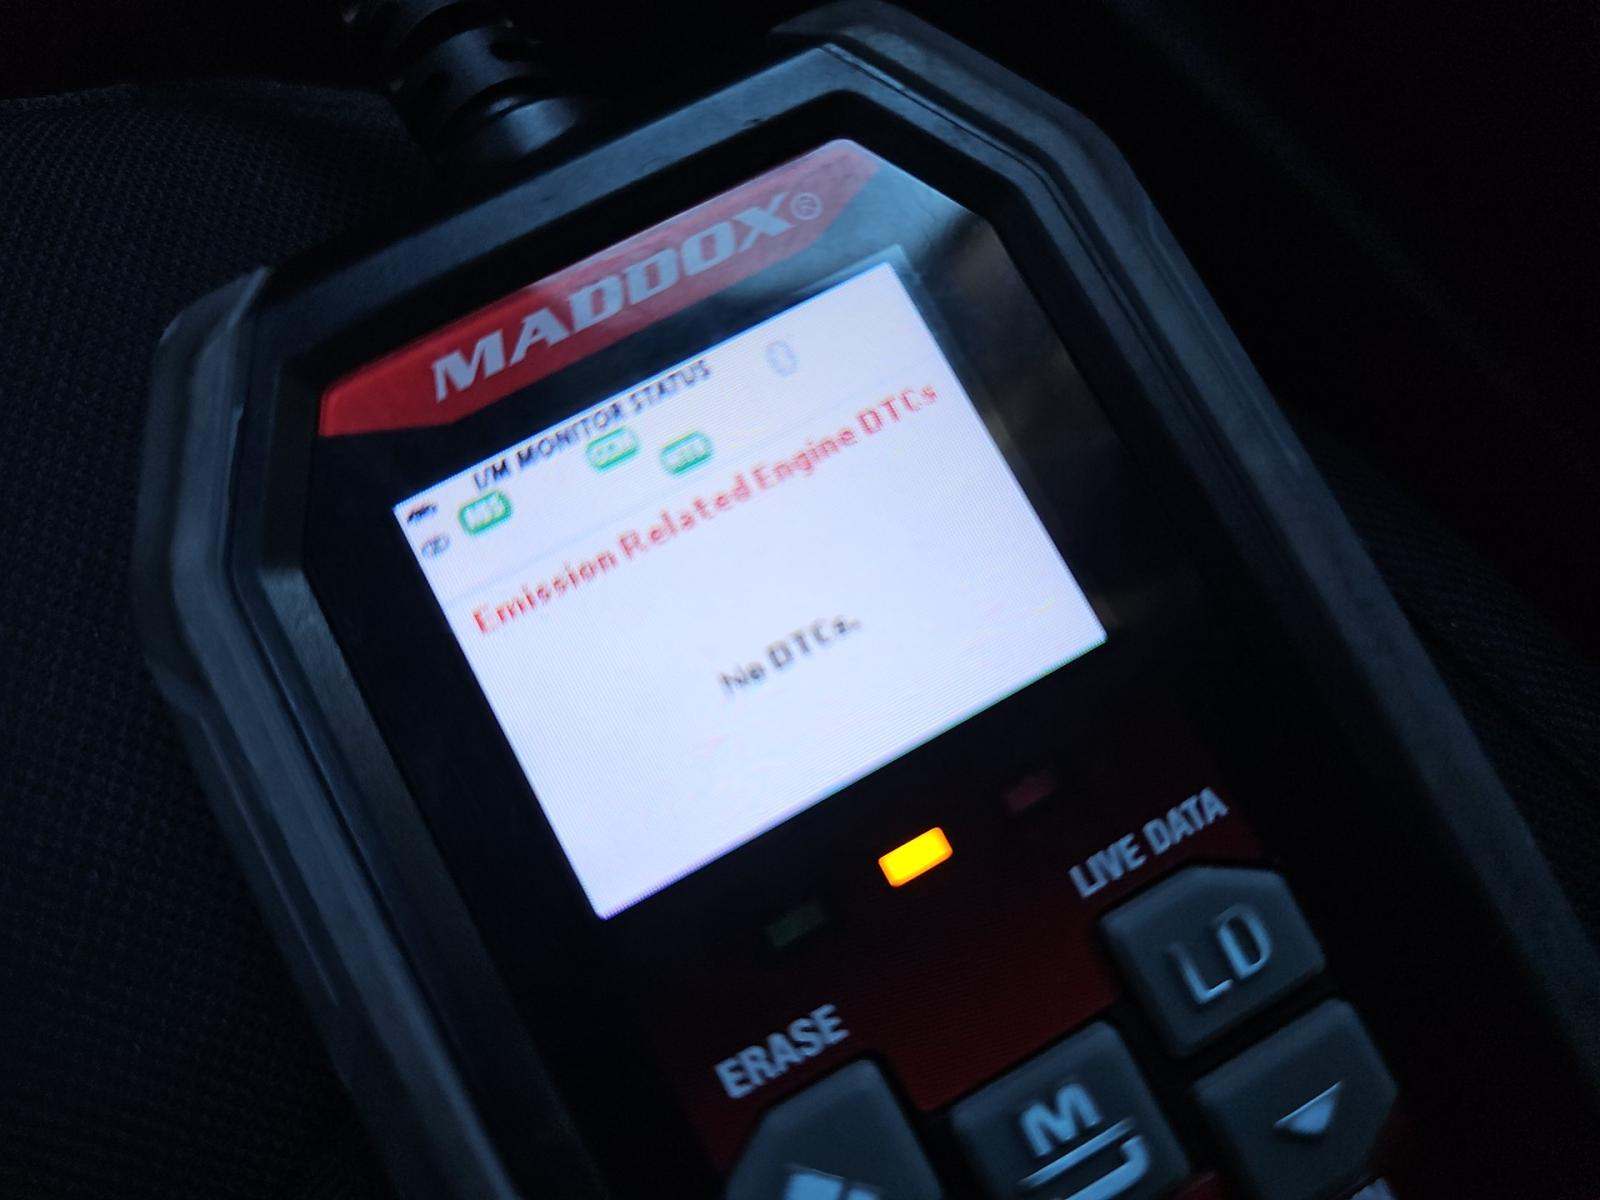 MADDOX®
I/M MONITOR STATUS
Emission Related Engine DTCs
No DTCs.
LIVE DATA
LD
ERASE
M